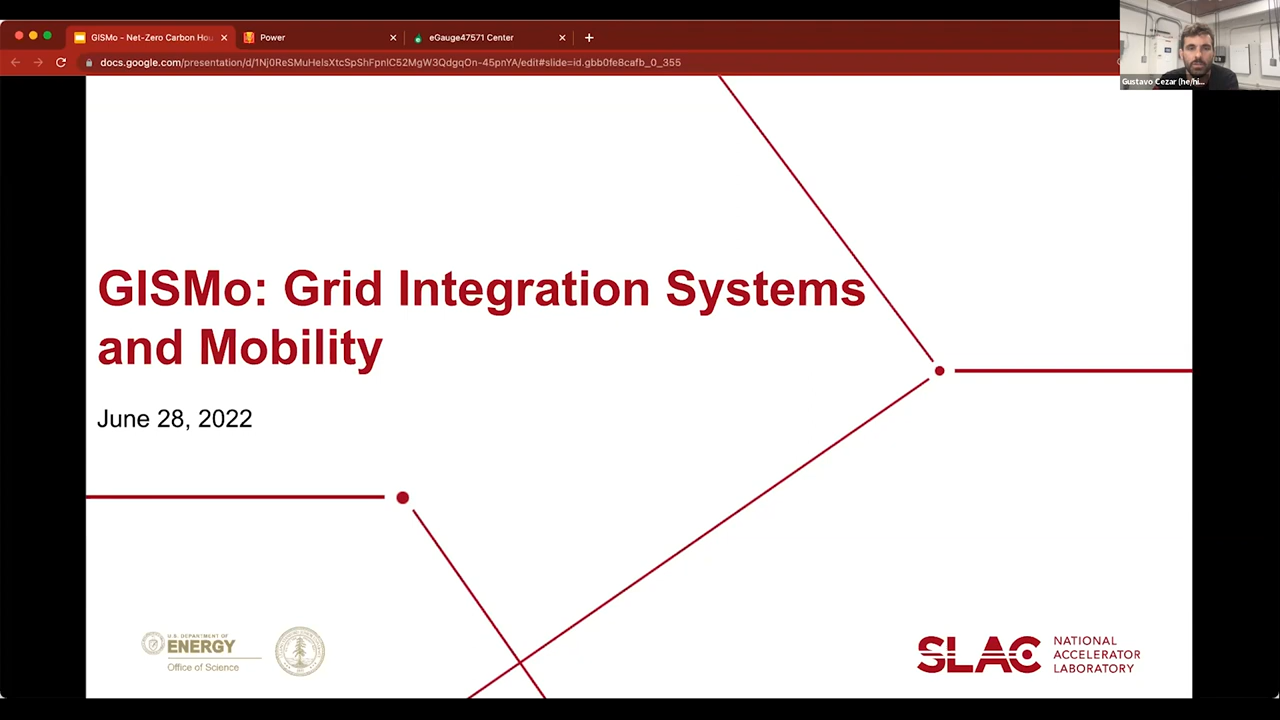 GISMo - Net-Zero Carbon Hou
Power
eGauge47571 Center
docs.google.com/presentation/d/1Nj0ReSMuHelsXtcSpShFpnIC52MgW3QdgqOn-45pnYA/edit#slide=id.gbb0fe8cafb_0_355
Gustavo Cezar (he/hi...
GISMo: Grid Integration Systems
and Mobility
June 28, 2022
U.S. DEPARTMENT OF
ENERGY
Office of Science
SLAC
NATIONAL
ACCELERATOR
LABORATORY